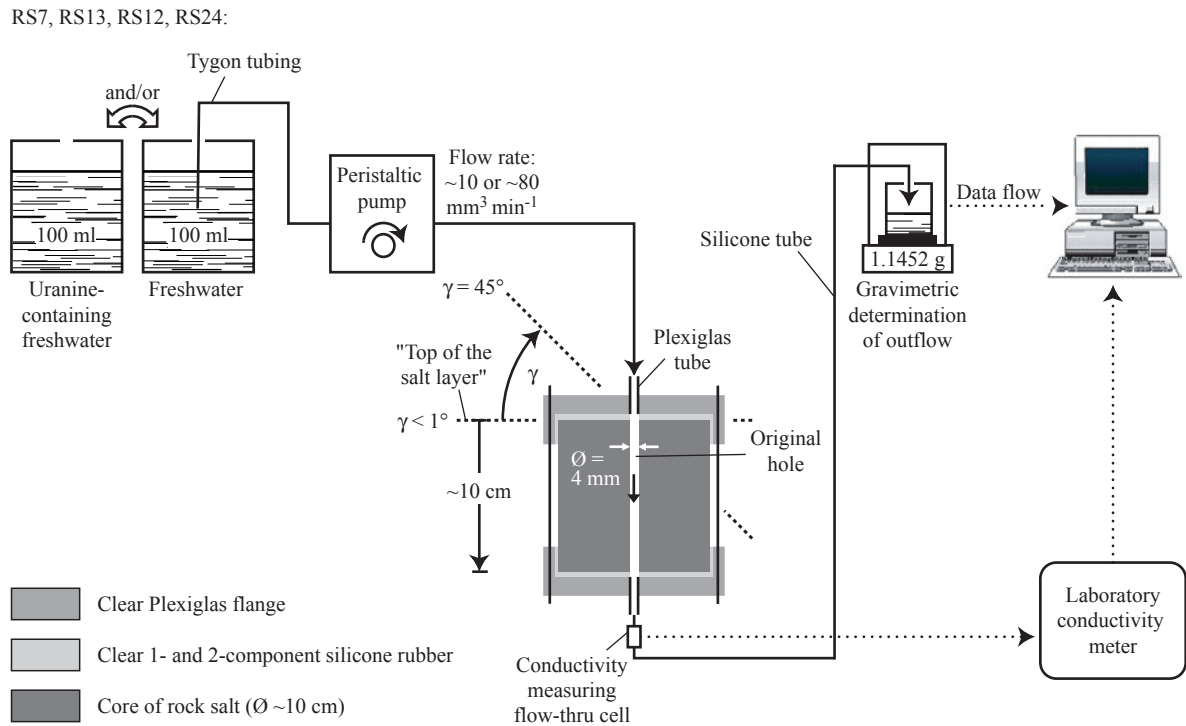 RS7, RS13, RS12, RS24:
Tygon tubing
and/or
100 ml
100 ml
Uranine-
containing
freshwater
Freshwater
Peristaltic
pump
Flow rate:
~10 or ~80
mm³ min⁻¹
Silicone tube
1.1452 g
Gravimetric
determination
of outflow
Data flow
γ = 45°
"Top of the
salt layer"
γ
γ < 1°
~10 cm
Plexiglas
tube
Original
hole
Ø =
4 mm
Conductivity
measuring
flow-thru cell
Laboratory
conductivity
meter
Clear Plexiglas flange
Clear 1- and 2-component silicone rubber
Core of rock salt (Ø ~10 cm)